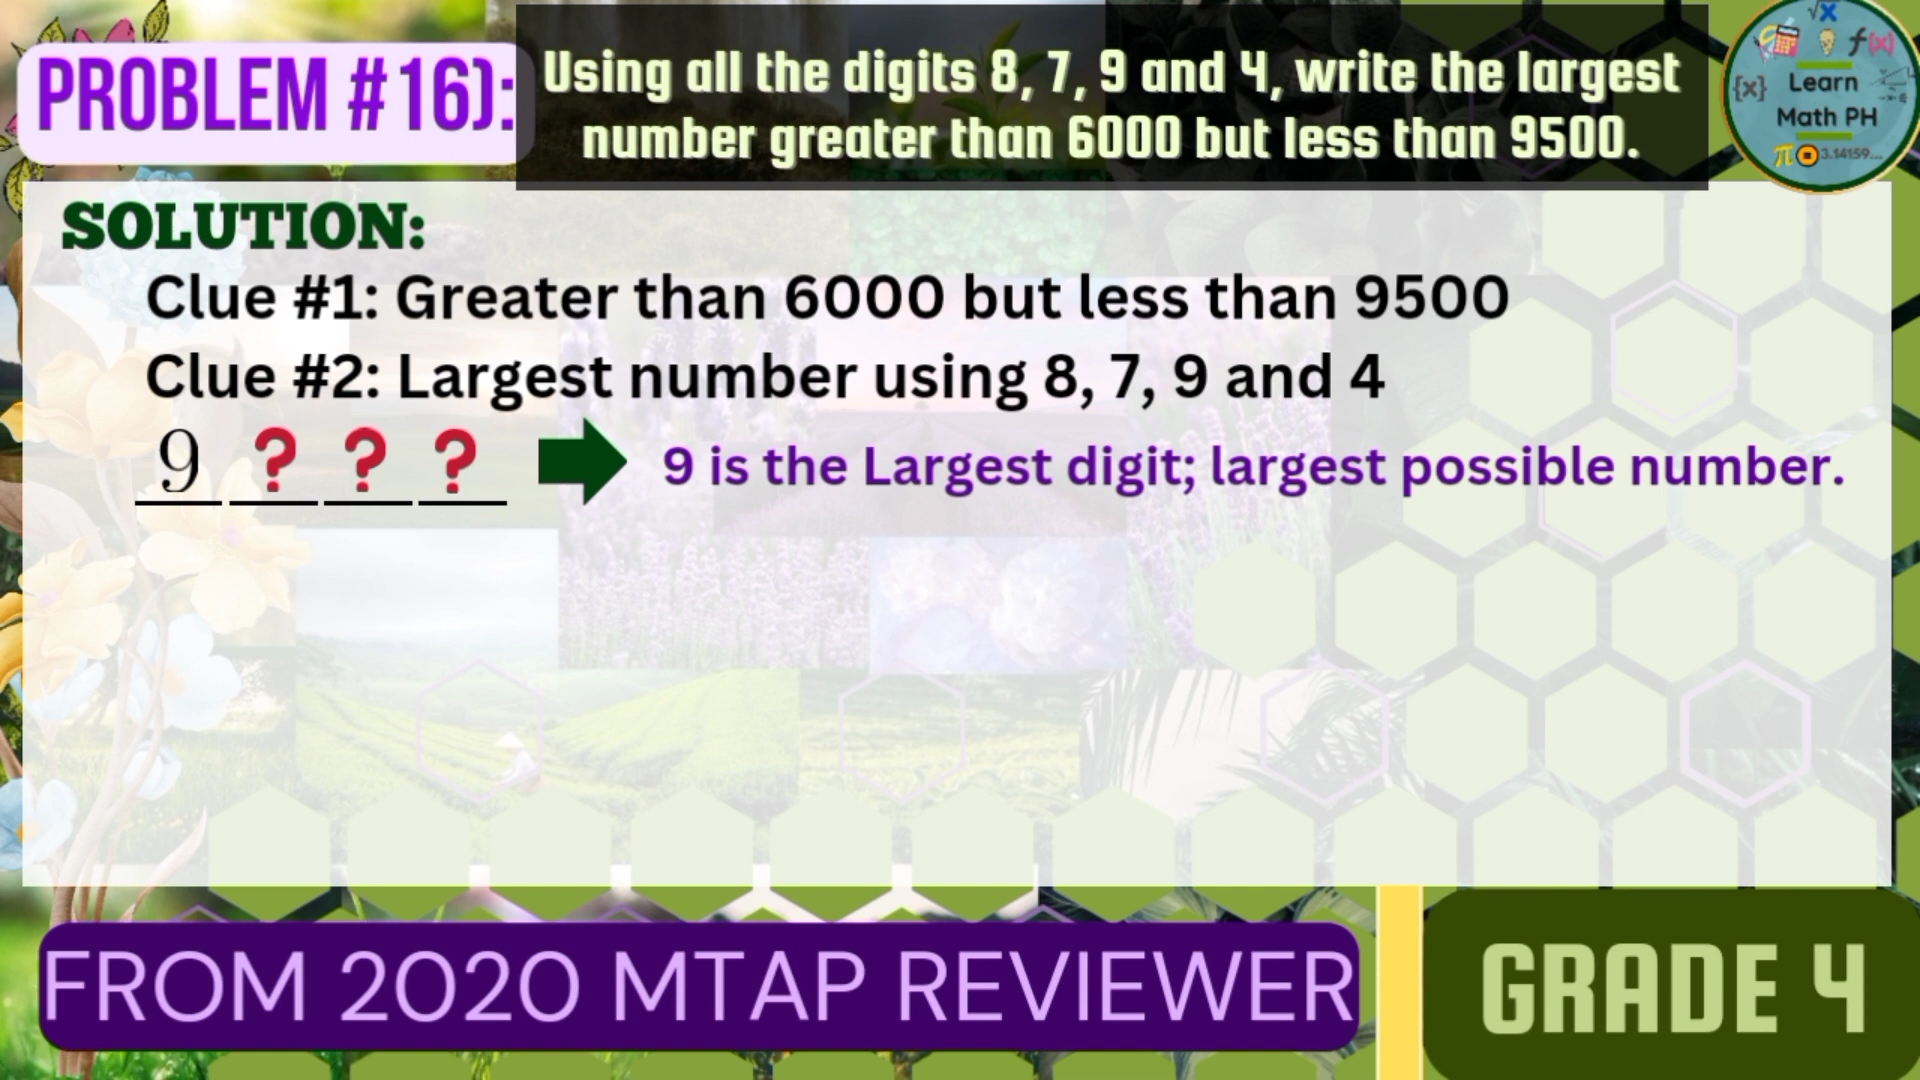 PROBLEM #16):
Using all the digits 8, 7, 9 and 4, write the largest
number greater than 6000 but less than 9500.
√x
f(x)
{x}
Learn
Math PH
π
3.14159...
SOLUTION:
Clue #1: Greater than 6000 but less than 9500
Clue #2: Largest number using 8, 7, 9 and 4
9 ? ? ? 9 is the Largest digit; largest possible number.
FROM 2020 MTAP REVIEWER
GRADE 4